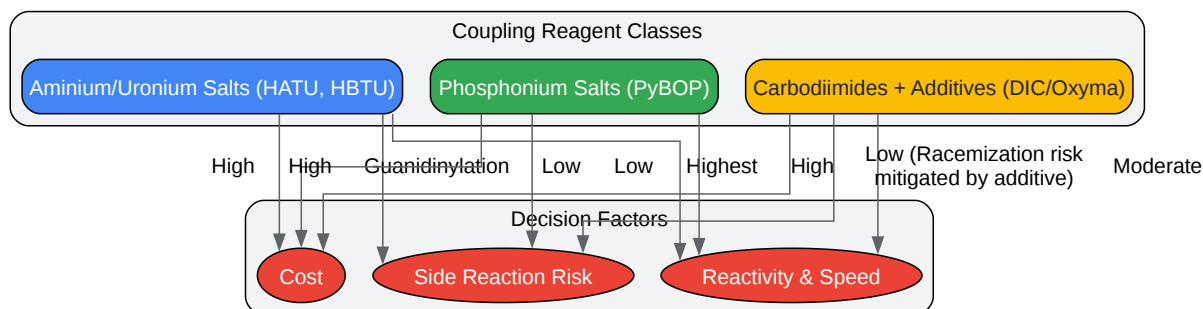 Coupling Reagent Classes
Aminium/Uronium Salts (HATU, HBTU)
Phosphonium Salts (PyBOP)
Carbodiimides + Additives (DIC/Oxyma)
High
High
Guanidinylation
Low
Low
Highest
High
Low (Racemization risk
mitigated by additive)
Moderate
Decision Factors
Cost
Side Reaction Risk
Reactivity & Speed